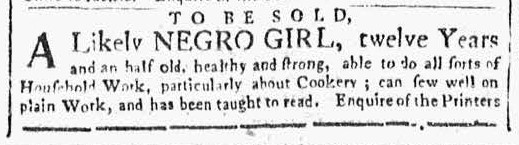 TO BE SOLD,
A Likely NEGRO GIRL, twelve Years
and an half old, healthy and ſtrong, able to do all ſorts of
Houſehold Work, particularly about Cookery ; can ſew well on
plain Work, and has been taught to read. Enquire of the Printers